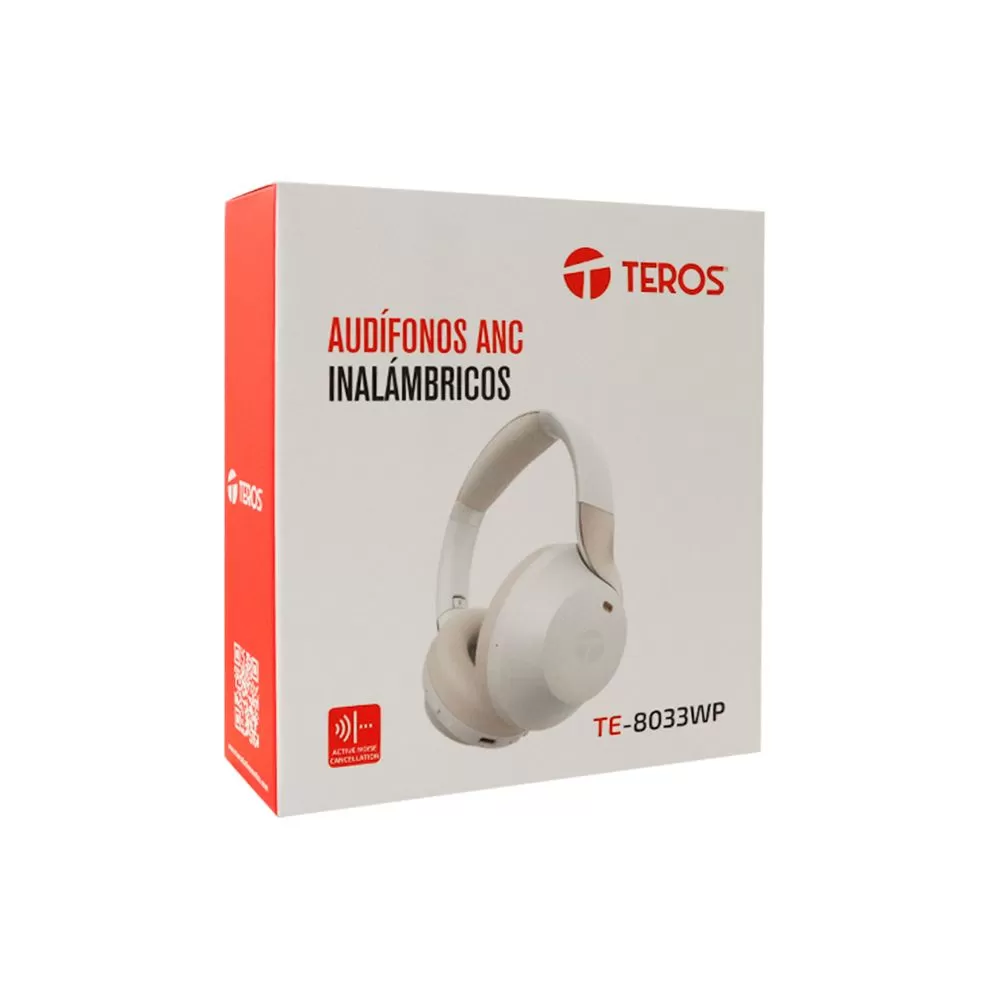 TEROS
AUDÍFONOS ANC
INALÁMBRICOS
TEROS
ACTIVE NOISE
CANCELLATION
TE-8033WP